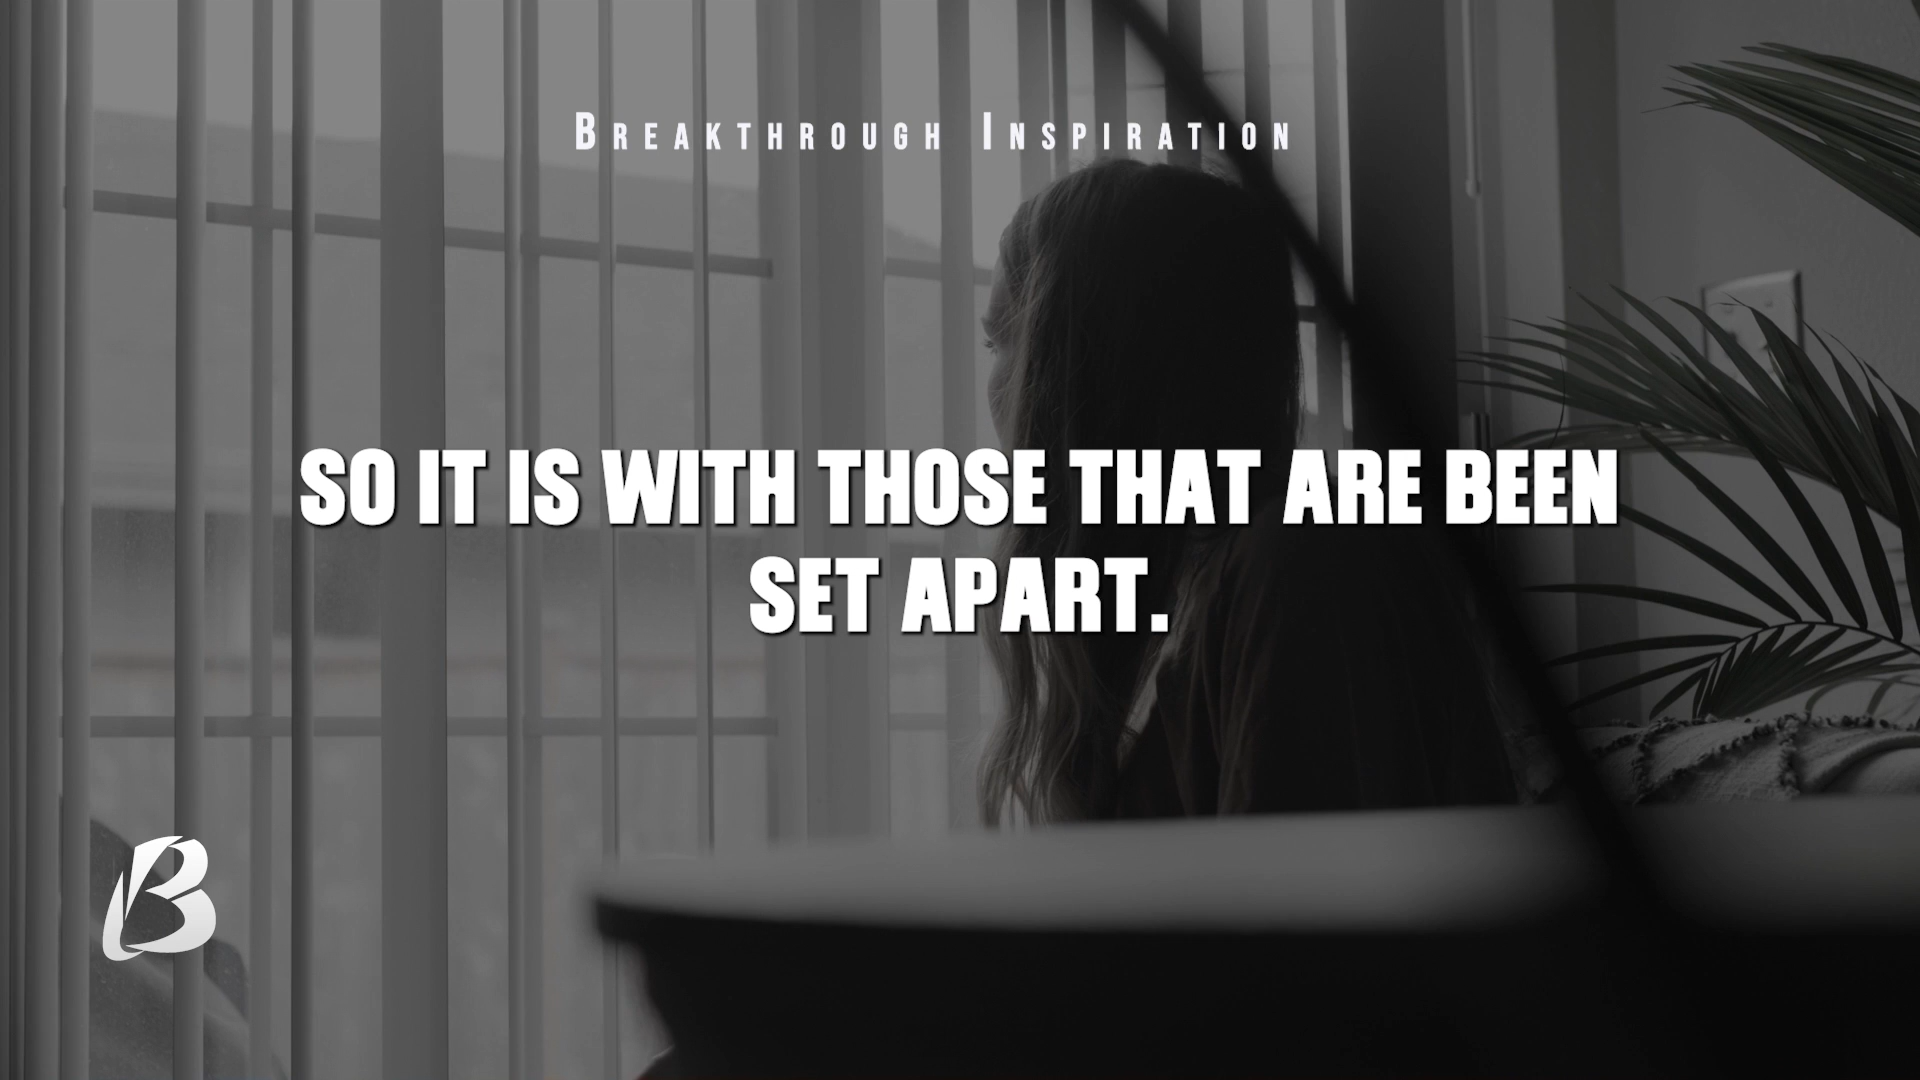 Breakthrough Inspiration
SO IT IS WITH THOSE THAT ARE BEEN
SET APART.
B